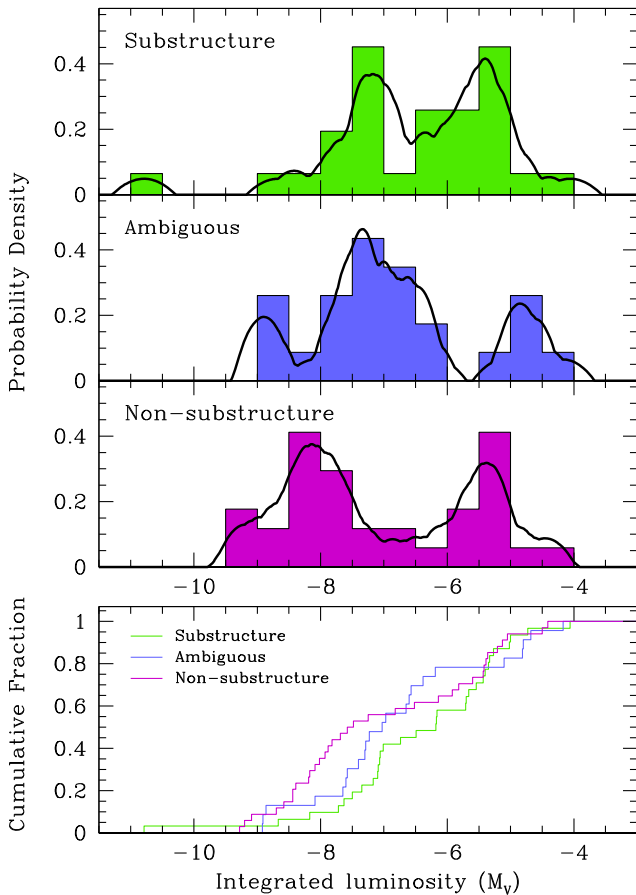 Substructure
0.4
0.2
0
Ambiguous
0.4
0.2
0
Non-substructure
0.4
0.2
0
Probability Density
−10
−8
−6
−4
1
0.8
0.6
0.4
0.2
0
Cumulative Fraction
Substructure
Ambiguous
Non-substructure
−10
−8
−6
−4
Integrated luminosity (M_V)